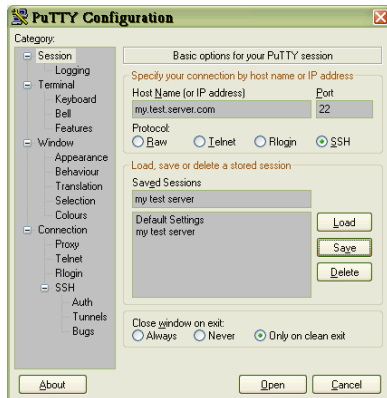 PuTTY Configuration
Category:
Session
Logging
Terminal
Keyboard
Bell
Features
Window
Appearance
Behaviour
Translation
Selection
Colours
Connection
Proxy
Telnet
Rlogin
SSH
Auth
Tunnels
Bugs
Basic options for your PuTTY session
Specify your connection by host name or IP address
Host Name (or IP address) Port
my.test.server.com 22
Protocol:
Raw Telnet Rlogin SSH
Load, save or delete a stored session
Saved Sessions
my test server
Default Settings
my test server
Load
Save
Delete
Close window on exit:
Always Never Only on clean exit
About Open Cancel